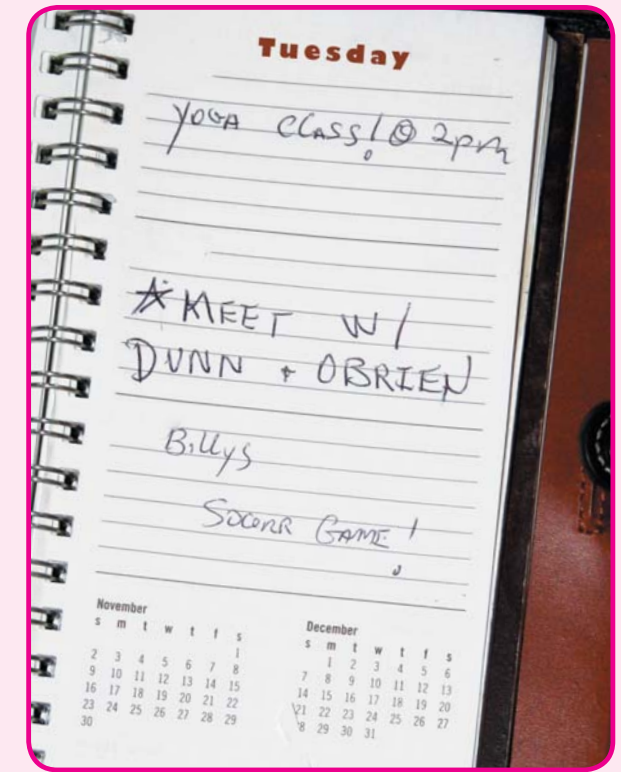 Tuesday
YOGA CLASS! @ 2pm
☆ MEET W/
DUNN + OBRIEN
Billys
SOCERR GAME!
November
s m t w t f s
1
2 3 4 5 6 7 8
9 10 11 12 13 14 15
16 17 18 19 20 21 22
23 24 25 26 27 28 29
30
December
s m t w t f s
1 2 3 4 5 6
7 8 9 10 11 12 13
14 15 16 17 18 19 20
21 22 23 24 25 26 27
28 29 30 31